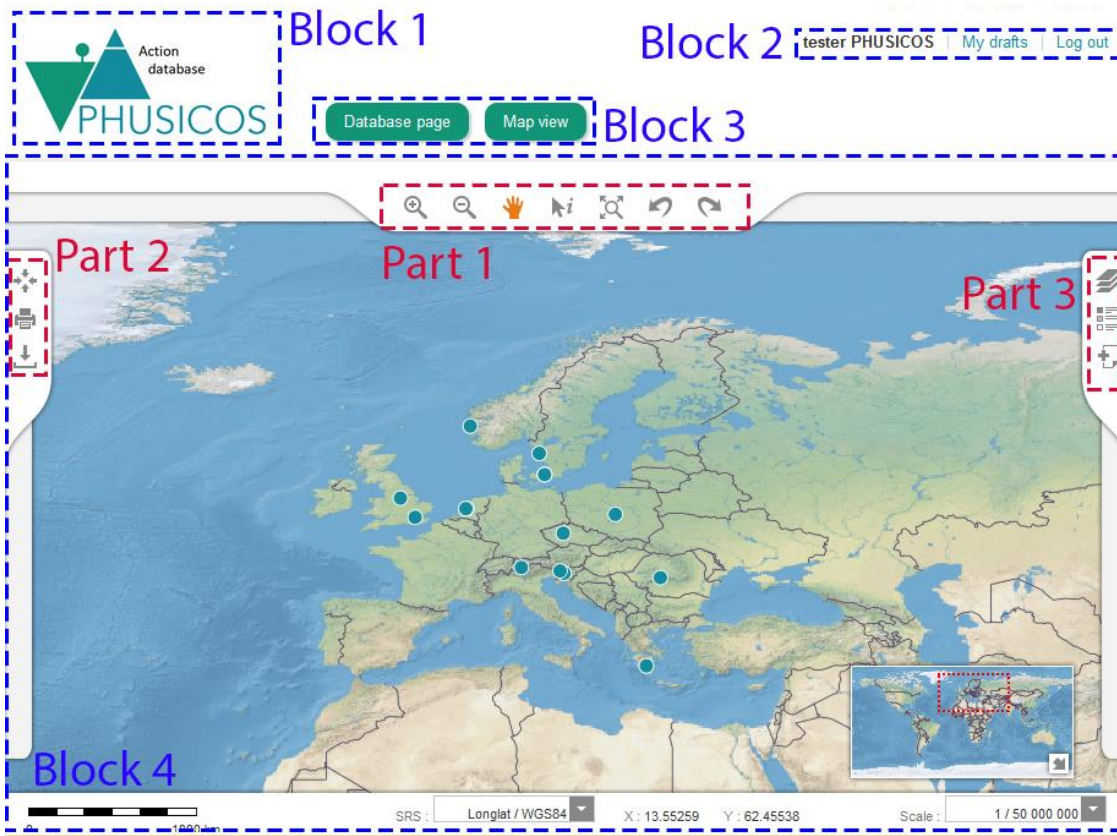 Block 1
Block 2
tester PHUSICOS | My drafts | Log out
Action
database
PHUSICOS
Database page
Map view
Block 3
Part 1
Part 2
Part 3
Block 4
SRS :
Longlat / WGS84
X : 13.55259
Y : 62.45538
Scale :
1 / 50 000 000